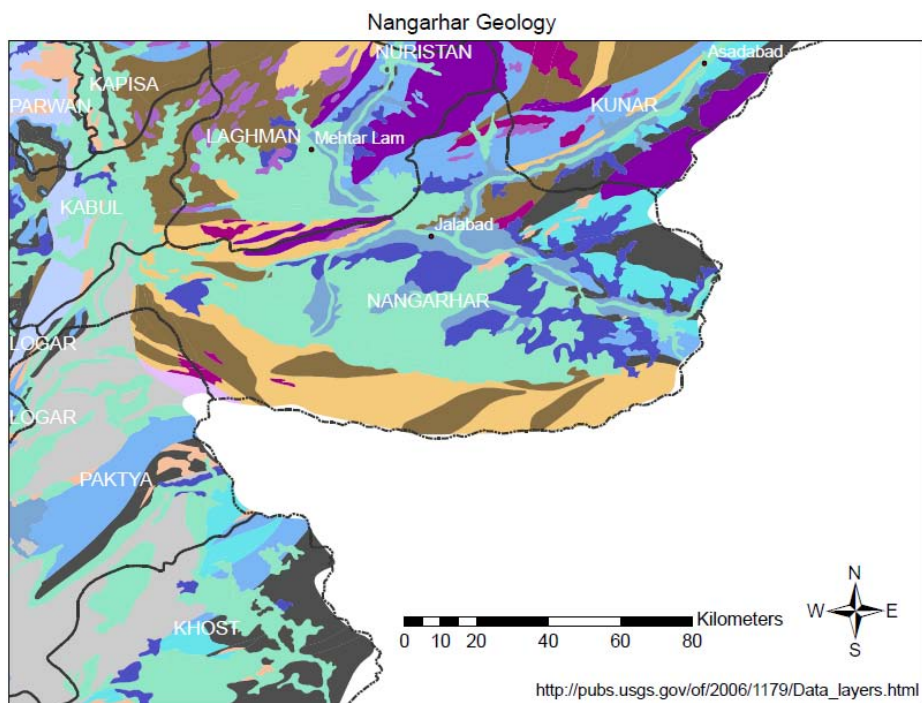 Nangarhar Geology
NURISTAN
Asadabad
KAPISA
PARWAN
KUNAR
LAGHMAN
Mehtar Lam
KABUL
Jalabad
NANGARHAR
LOGAR
LOGAR
PAKTYA
KHOST
Kilometers
0 10 20 40 60 80
N
W E
S
http://pubs.usgs.gov/of/2006/1179/Data_layers.html